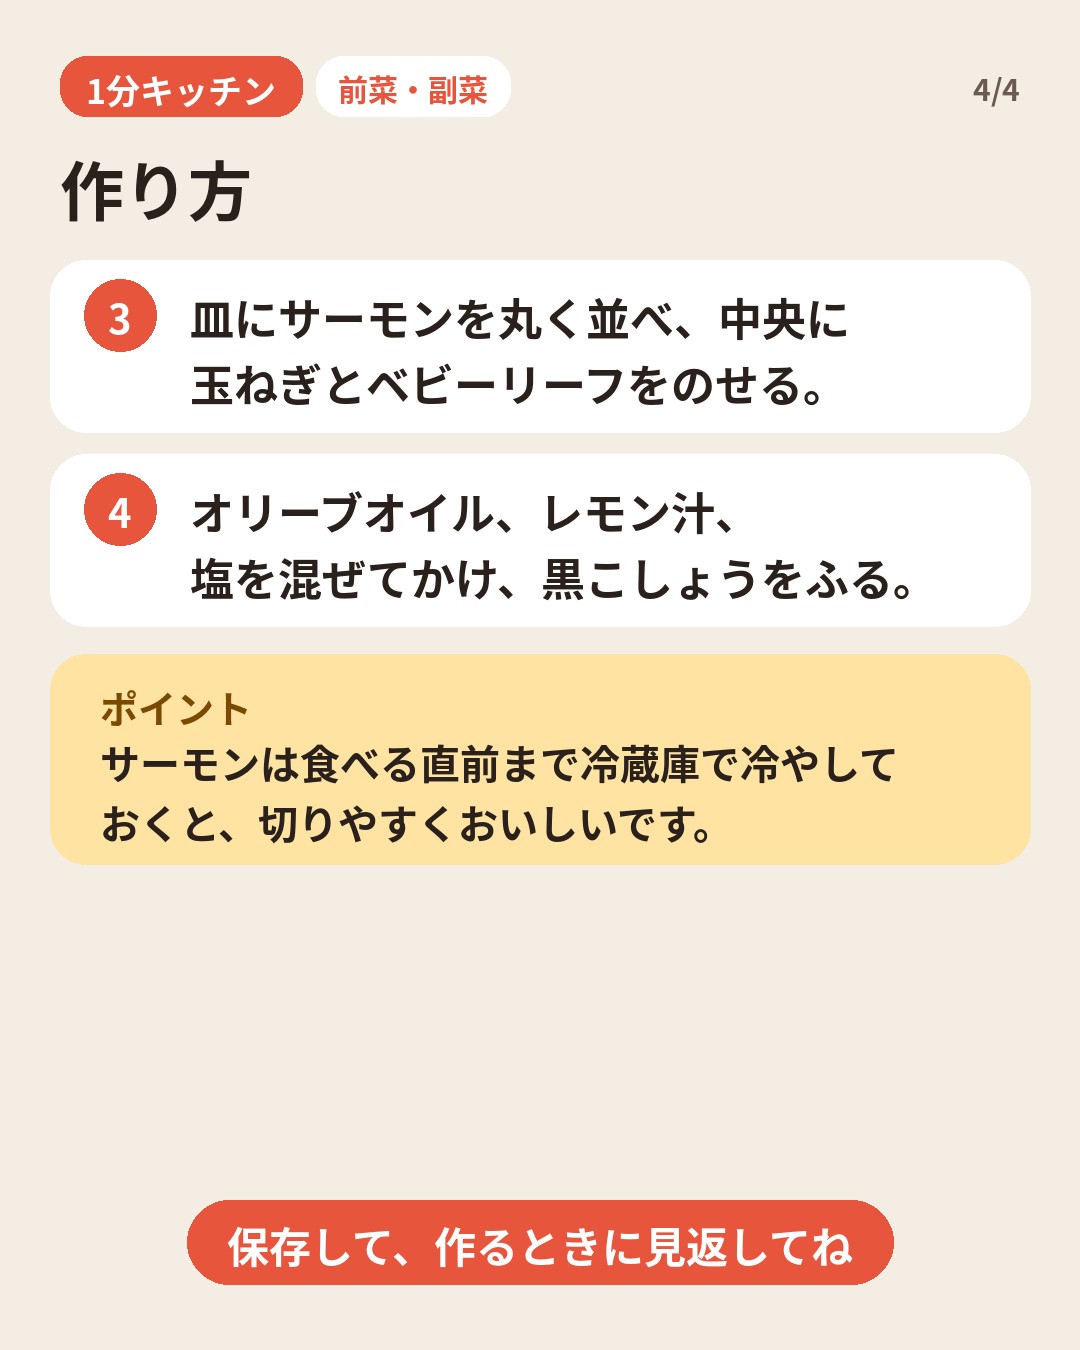 1分キッチン
前菜・副菜
4/4
作り方
3
皿にサーモンを丸く並べ、中央に
玉ねぎとベビーリーフをのせる。
4
オリーブオイル、レモン汁、
塩を混ぜてかけ、黒こしょうをふる。
ポイント
サーモンは食べる直前まで冷蔵庫で冷やして
おくと、切りやすくおいしいです。
保存して、作るときに見返してね